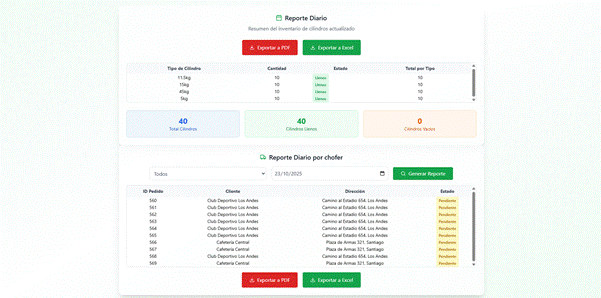 Reporte Diario
Resumen del inventario de cilindros actualizado
Exportar a PDF Exportar a Excel
Tipo de Cilindro Cantidad Estado Total por Tipo
11.5kg 10 Llenos 10
15kg 10 Llenos 10
45kg 10 Llenos 10
5kg 10 Llenos 10
40 40 0
Total Cilindros Cilindros Llenos Cilindros Vacíos
Reporte Diario por chofer
Todos 23/10/2025 Generar Reporte
ID Pedido Cliente Dirección Estado
560 Club Deportivo Los Andes Camino al Estadio 654, Los Andes Pendiente
561 Club Deportivo Los Andes Camino al Estadio 654, Los Andes Pendiente
562 Club Deportivo Los Andes Camino al Estadio 654, Los Andes Pendiente
563 Club Deportivo Los Andes Camino al Estadio 654, Los Andes Pendiente
564 Club Deportivo Los Andes Camino al Estadio 654, Los Andes Pendiente
565 Club Deportivo Los Andes Camino al Estadio 654, Los Andes Pendiente
566 Cafetería Central Plaza de Armas 321, Santiago Pendiente
567 Cafetería Central Plaza de Armas 321, Santiago Pendiente
568 Club Deportivo Los Andes Camino al Estadio 654, Los Andes Pendiente
569 Cafetería Central Plaza de Armas 321, Santiago Pendiente
Exportar a PDF Exportar a Excel